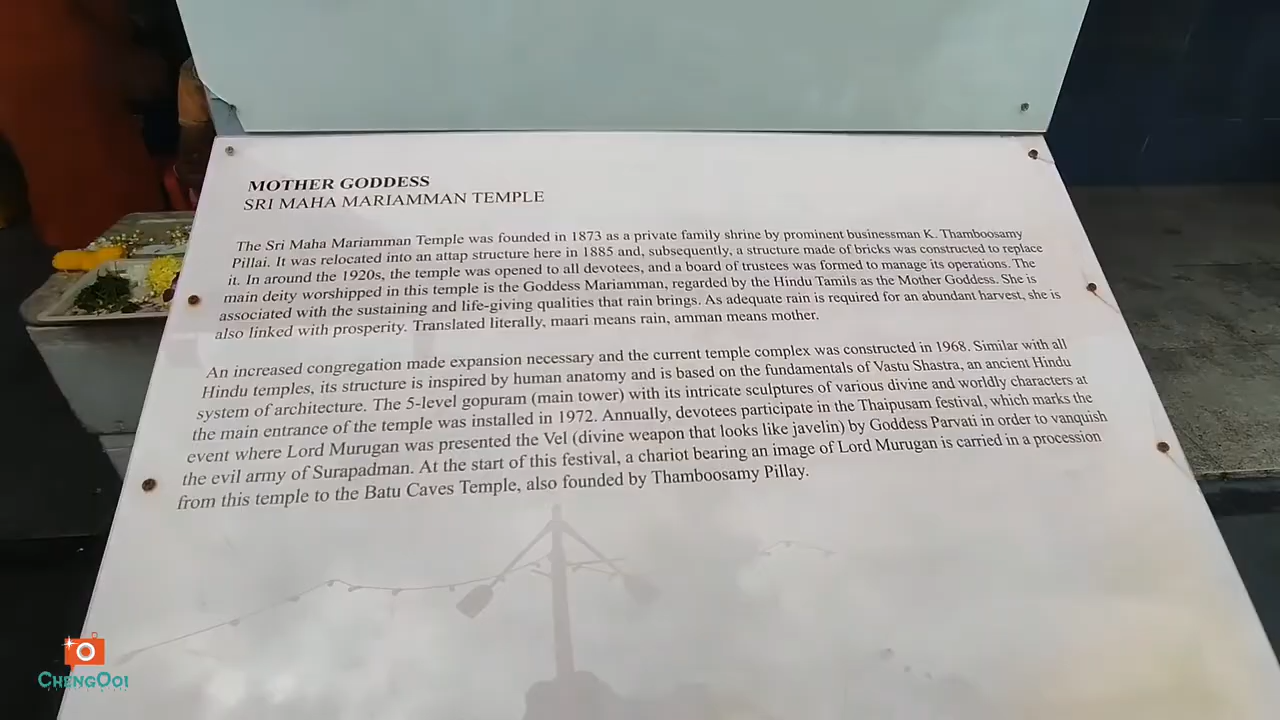 MOTHER GODDESS
SRI MAHA MARIAMMAN TEMPLE
The Sri Maha Mariamman Temple was founded in 1873 as a private family shrine by prominent businessman K. Thamboosamy
Pillai. It was relocated into an attap structure here in 1885 and, subsequently, a structure made of bricks was constructed to replace
it. In around the 1920s, the temple was opened to all devotees, and a board of trustees was formed to manage its operations. The
main deity worshipped in this temple is the Goddess Mariamman, regarded by the Hindu Tamils as the Mother Goddess. She is
associated with the sustaining and life-giving qualities that rain brings. As adequate rain is required for an abundant harvest, she is
also linked with prosperity. Translated literally, maari means rain, amman means mother.
An increased congregation made expansion necessary and the current temple complex was constructed in 1968. Similar with all
Hindu temples, its structure is inspired by human anatomy and is based on the fundamentals of Vastu Shastra, an ancient Hindu
system of architecture. The 5-level gopuram (main tower) with its intricate sculptures of various divine and worldly characters at
the main entrance of the temple was installed in 1972. Annually, devotees participate in the Thaipusam festival, which marks the
event where Lord Murugan was presented the Vel (divine weapon that looks like javelin) by Goddess Parvati in order to vanquish
the evil army of Surapadman. At the start of this festival, a chariot bearing an image of Lord Murugan is carried in a procession
from this temple to the Batu Caves Temple, also founded by Thamboosamy Pillay.
CHENGOOI